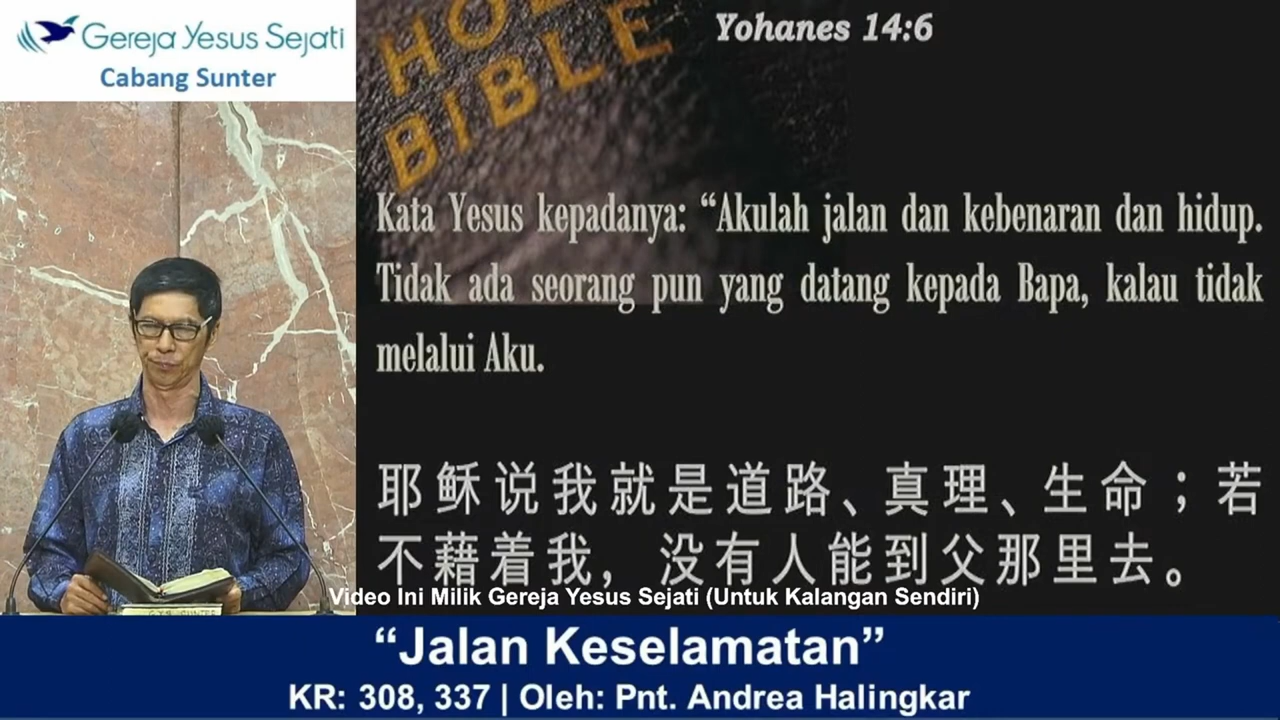 Gereja Yesus Sejati
Cabang Sunter
HOLY
BIBLE
Yohanes 14:6
Kata Yesus kepadanya: “Akulah jalan dan kebenaran dan hidup.
Tidak ada seorang pun yang datang kepada Bapa, kalau tidak
melalui Aku.
耶稣说我就是道路、真理、生命；若
不藉着我，没有人能到父那里去。
G.Y.S SUNTER
Video Ini Milik Gereja Yesus Sejati (Untuk Kalangan Sendiri)
“Jalan Keselamatan”
KR: 308, 337 | Oleh: Pnt. Andrea Halingkar